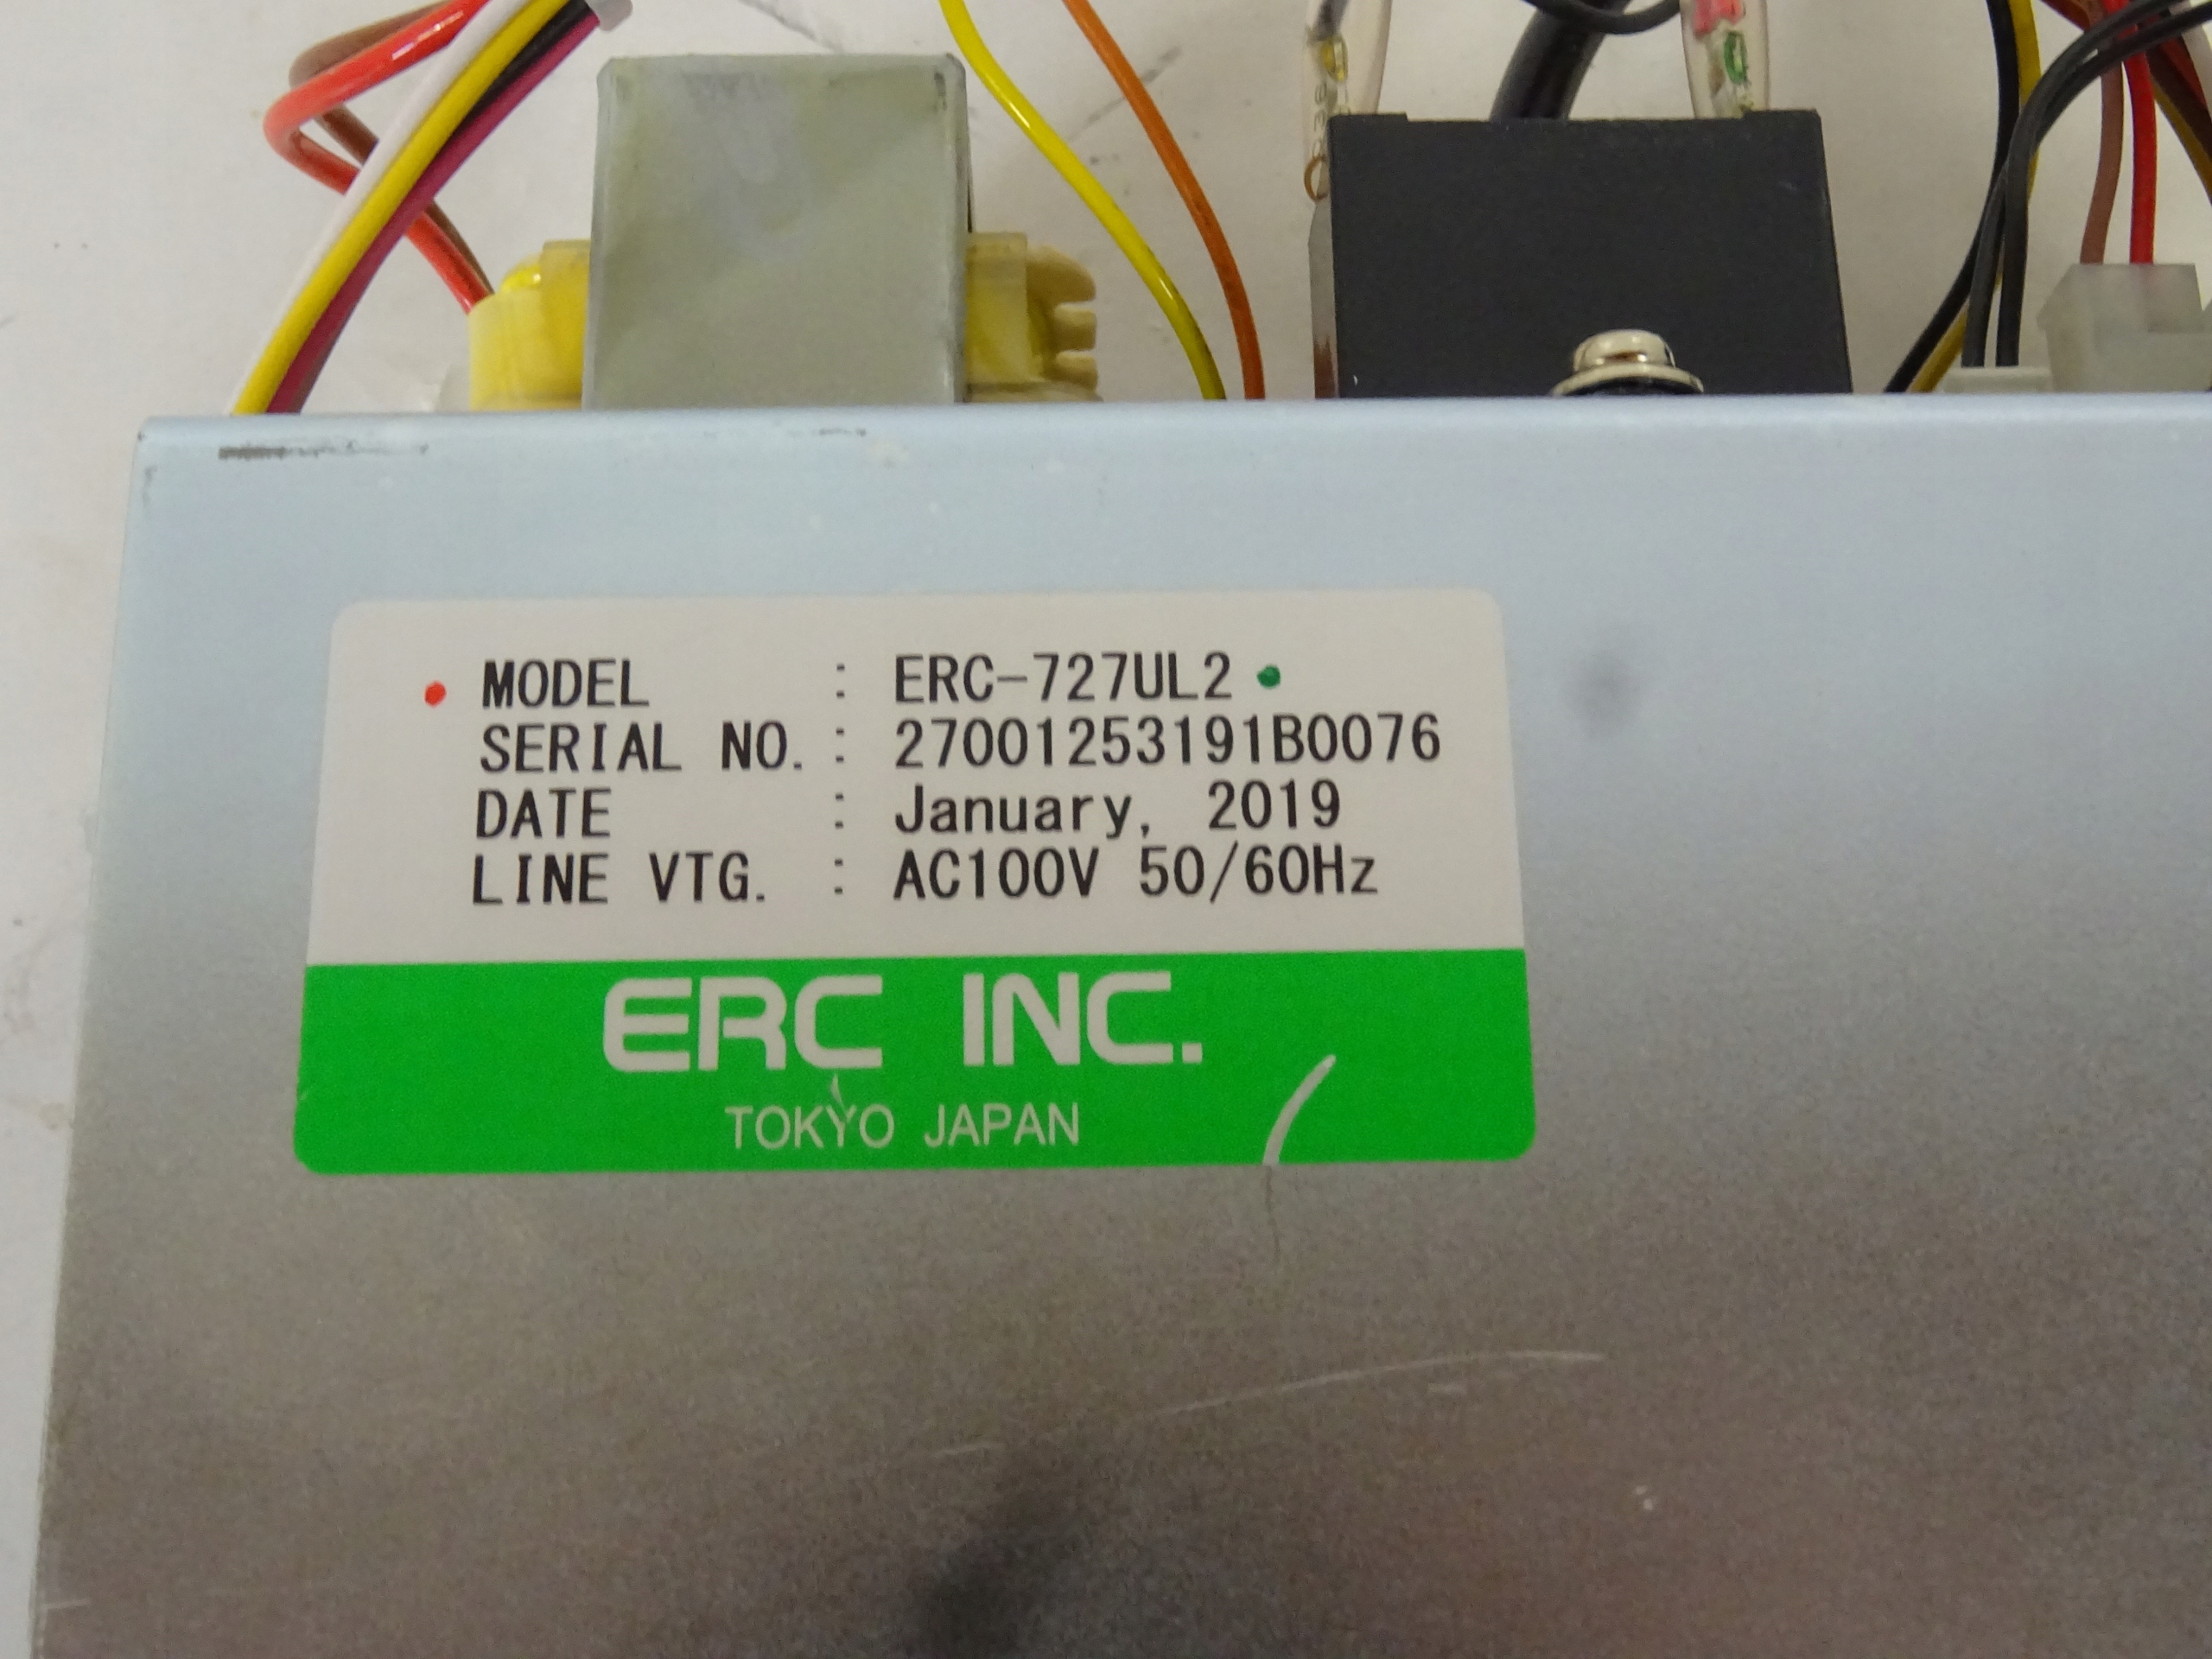 MODEL : ERC-727UL2
SERIAL NO. : 27001253191B0076
DATE : January, 2019
LINE VTG. : AC100V 50/60Hz
ERC INC.
TOKYO JAPAN